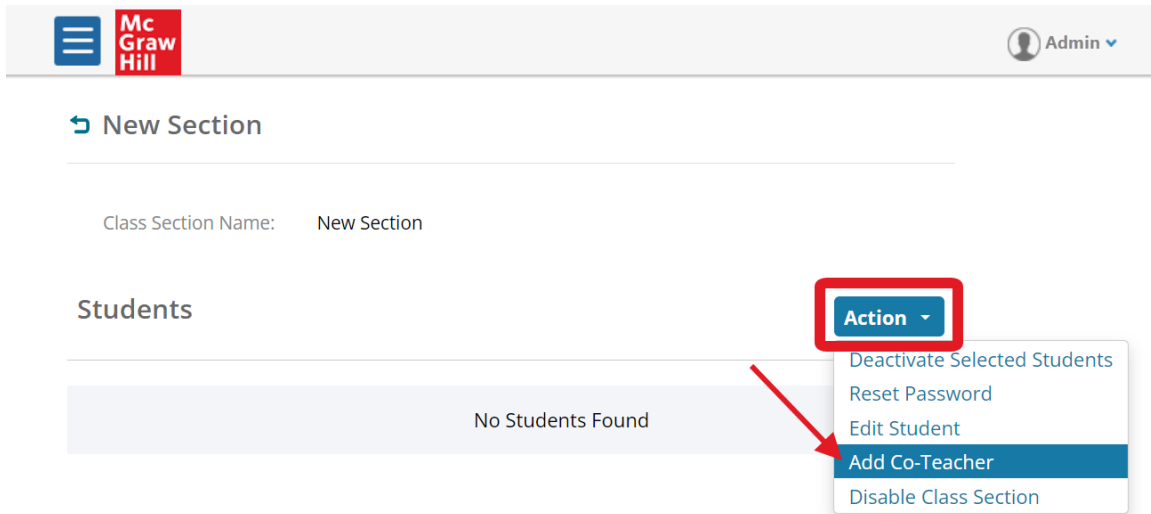 Mc
Graw
Hill
Admin
New Section
Class Section Name: New Section
Students
Action
Deactivate Selected Students
Reset Password
No Students Found
Edit Student
Add Co-Teacher
Disable Class Section